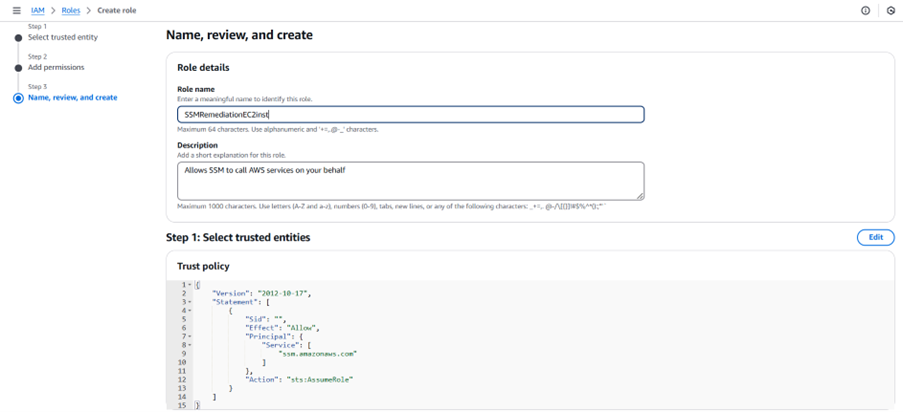 IAM > Roles > Create role
Step 1
Select trusted entity
Step 2
Add permissions
Step 3
Name, review, and create
Name, review, and create
Role details
Role name
Enter a meaningful name to identify this role.
SSMRemediationEC2inst
Maximum 64 characters. Use alphanumeric and '+=,.@-_' characters.
Description
Add a short explanation for this role.
Allows SSM to call AWS services on your behalf
Maximum 1000 characters. Use letters (A-Z and a-z), numbers (0-9), tabs, new lines, or any of the following characters:
Step 1: Select trusted entities
Edit
Trust policy
1 {
2 "Version": "2012-10-17",
3 "Statement": [
4 {
5 "Sid": "",
6 "Effect": "Allow",
7 "Principal": {
8 "Service": [
9 "ssm.amazonaws.com"
10 ]
11 },
12 "Action": "sts:AssumeRole"
13 }
14 ]
15 }